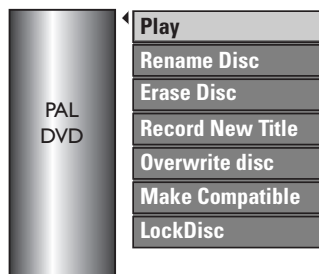 PAL
DVD
Play
Rename Disc
Erase Disc
Record New Title
Overwrite disc
Make Compatible
LockDisc